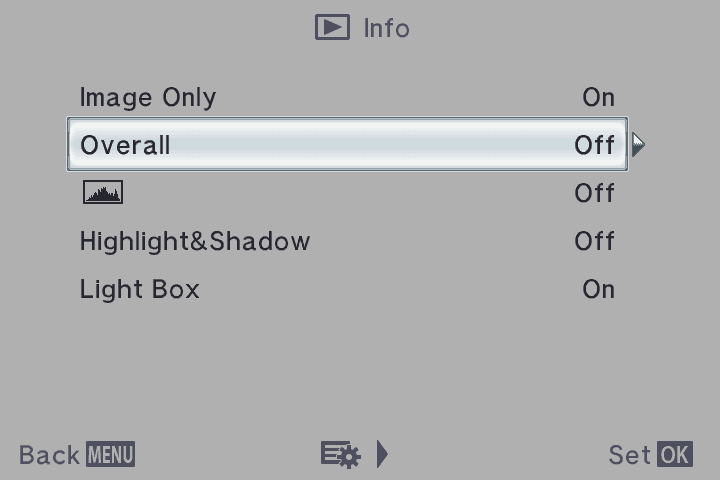 Info
Image Only On
Overall Off
Off
Highlight&Shadow Off
Light Box On
Back MENU Set OK